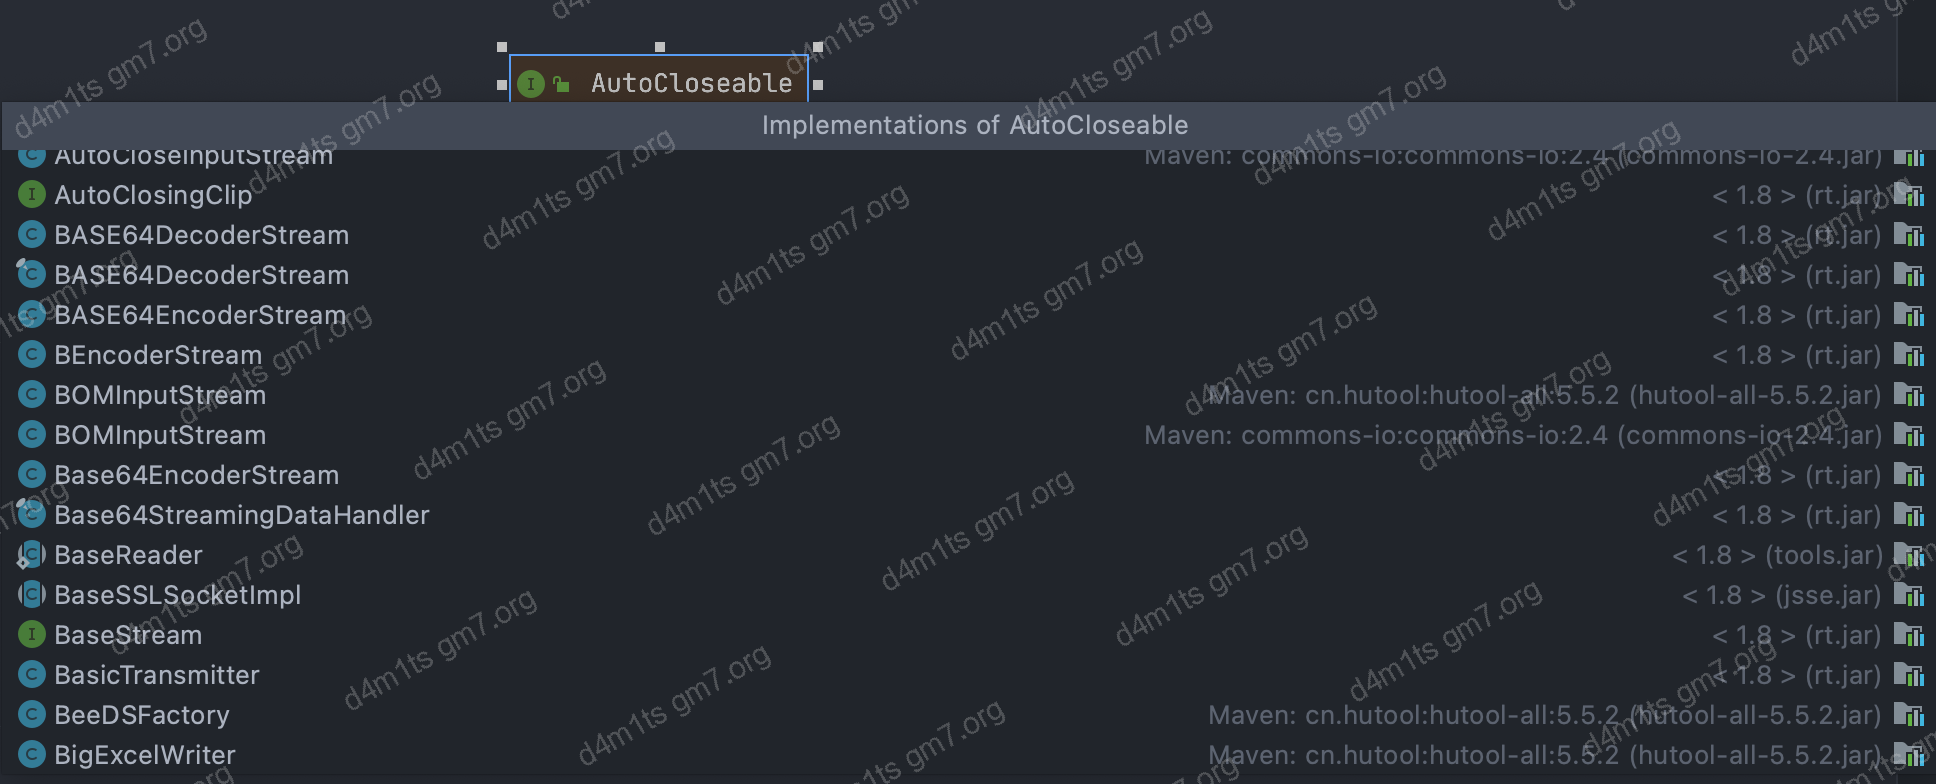 AutoCloseable
Implementations of AutoCloseable
AutoCloseInputStream Maven: commons-io:commons-io:2.4 (commons-io-2.4.jar)
AutoClosingClip < 1.8 > (rt.jar)
BASE64DecoderStream < 1.8 > (rt.jar)
BASE64DecoderStream < 1.8 > (rt.jar)
BASE64EncoderStream < 1.8 > (rt.jar)
BEncoderStream < 1.8 > (rt.jar)
BOMInputStream Maven: cn.hutool:hutool-all:5.5.2 (hutool-all-5.5.2.jar)
BOMInputStream Maven: commons-io:commons-io:2.4 (commons-io-2.4.jar)
Base64EncoderStream < 1.8 > (rt.jar)
Base64StreamingDataHandler < 1.8 > (rt.jar)
BaseReader < 1.8 > (tools.jar)
BaseSSLSocketImpl < 1.8 > (jsse.jar)
BaseStream < 1.8 > (rt.jar)
BasicTransmitter < 1.8 > (rt.jar)
BeeDSFactory Maven: cn.hutool:hutool-all:5.5.2 (hutool-all-5.5.2.jar)
BigExcelWriter Maven: cn.hutool:hutool-all:5.5.2 (hutool-all-5.5.2.jar)
d4m1ts gm7.org